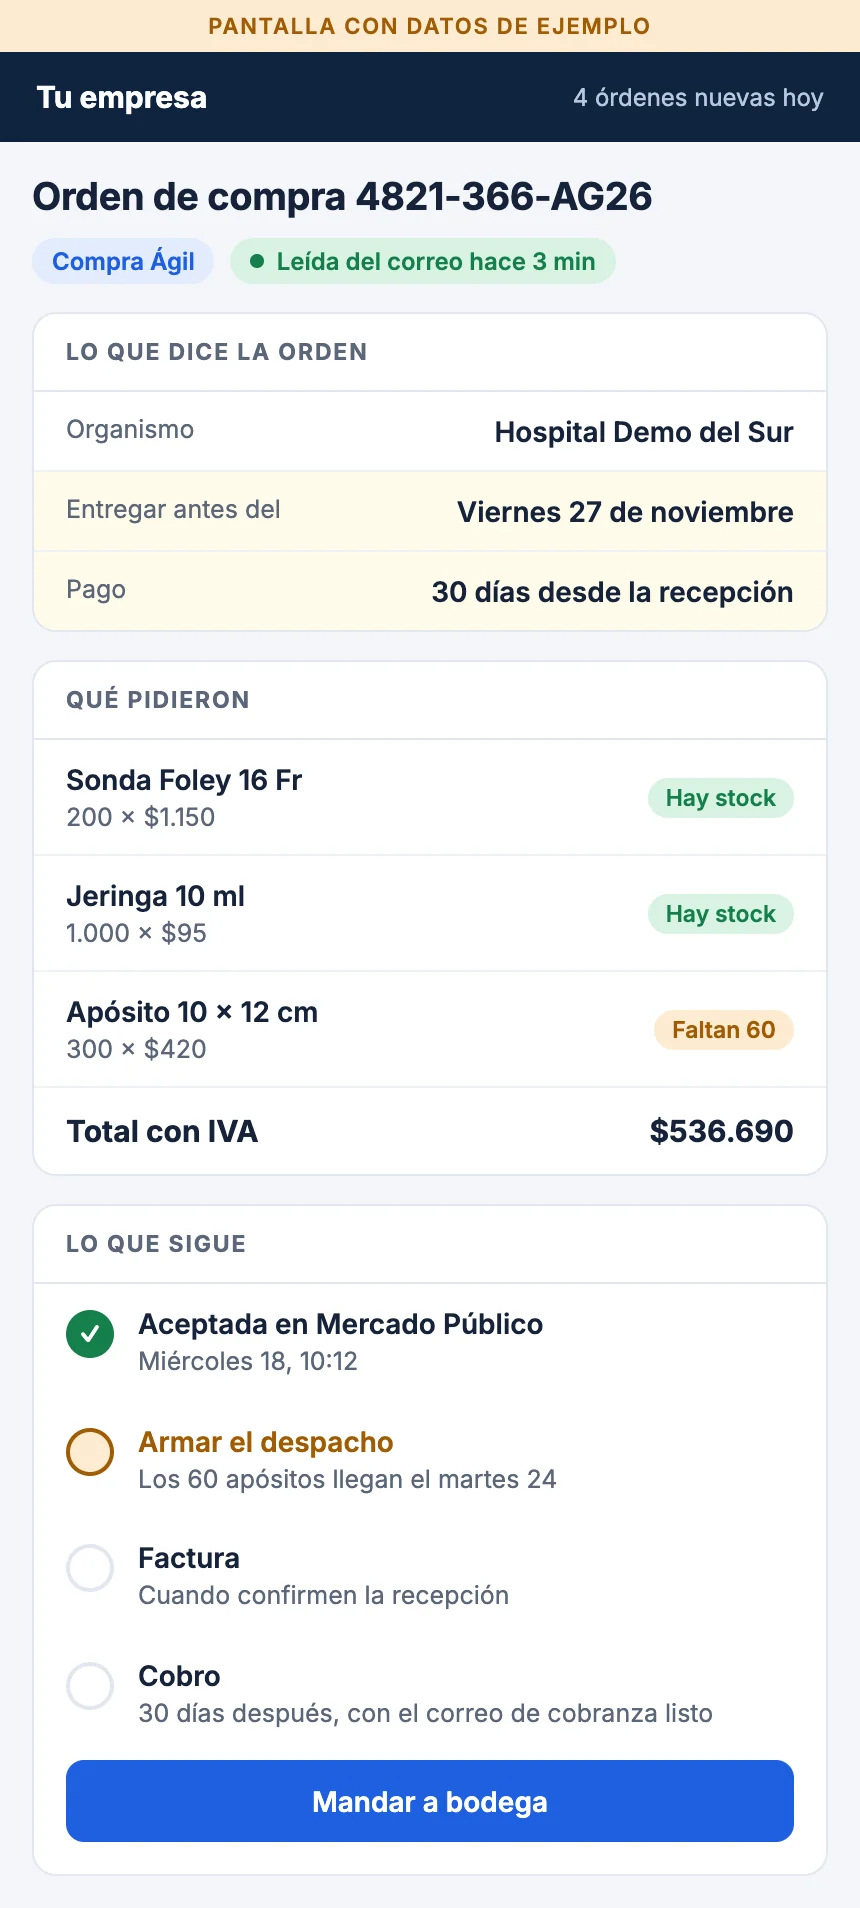 PANTALLA CON DATOS DE EJEMPLO
Tu empresa
4 órdenes nuevas hoy
Orden de compra 4821-366-AG26
Compra Ágil
Leída del correo hace 3 min
LO QUE DICE LA ORDEN
Organismo
Hospital Demo del Sur
Entregar antes del
Viernes 27 de noviembre
Pago
30 días desde la recepción
QUÉ PIDIERON
Sonda Foley 16 Fr
200 × $1.150
Hay stock
Jeringa 10 ml
1.000 × $95
Hay stock
Apósito 10 × 12 cm
300 × $420
Faltan 60
Total con IVA
$536.690
LO QUE SIGUE
Aceptada en Mercado Público
Miércoles 18, 10:12
Armar el despacho
Los 60 apósitos llegan el martes 24
Factura
Cuando confirmen la recepción
Cobro
30 días después, con el correo de cobranza listo
Mandar a bodega